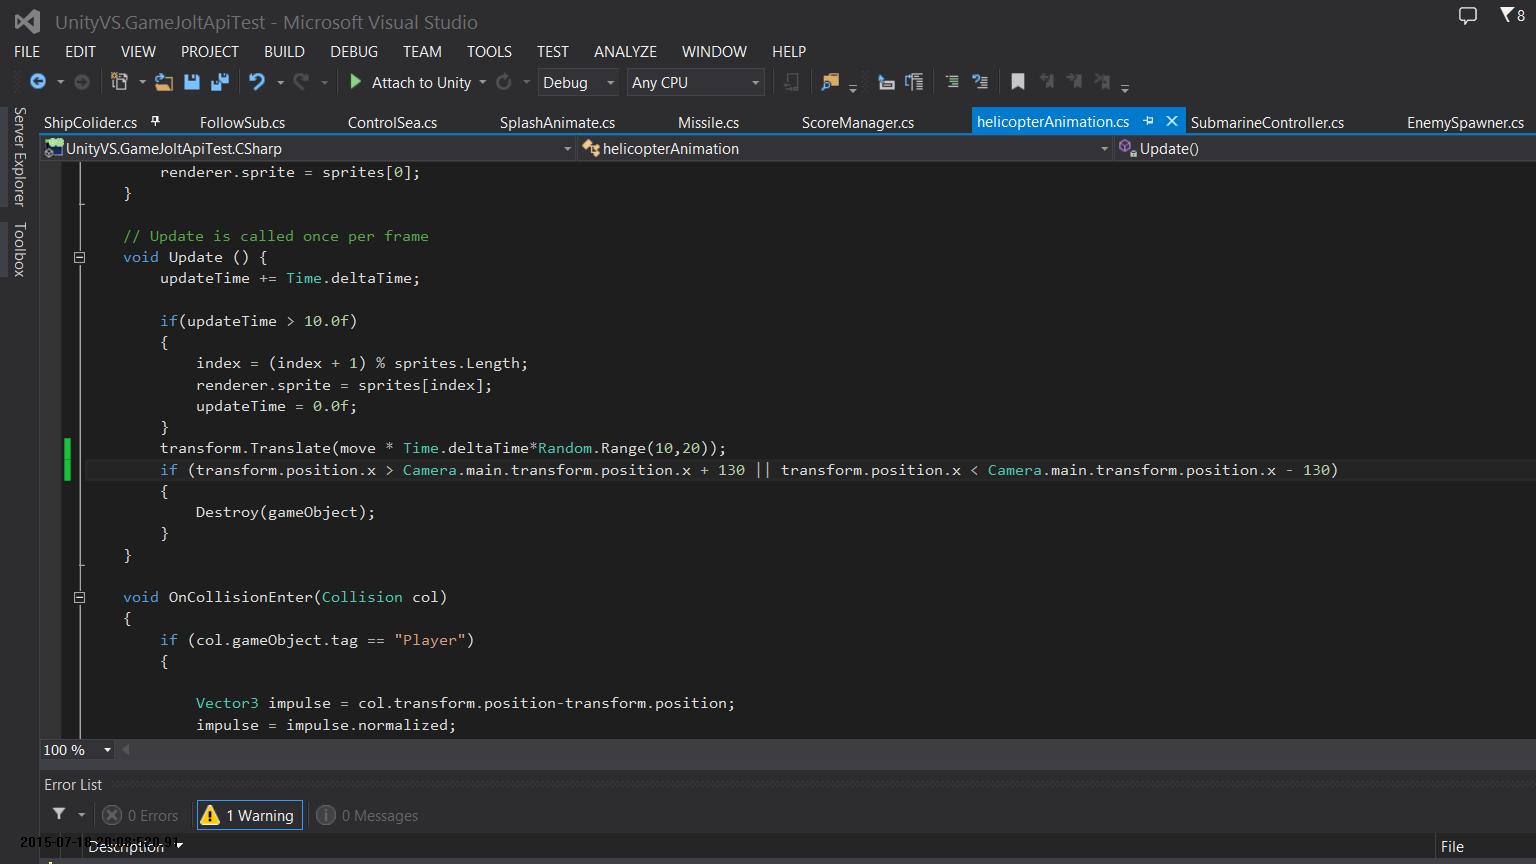 UnityVS.GameJoltApiTest - Microsoft Visual Studio
8
FILE EDIT VIEW PROJECT BUILD DEBUG TEAM TOOLS TEST ANALYZE WINDOW HELP
Attach to Unity Debug Any CPU
Server Explorer
Toolbox
ShipColider.cs FollowSub.cs ControlSea.cs SplashAnimate.cs Missile.cs ScoreManager.cs helicopterAnimation.cs SubmarineController.cs EnemySpawner.cs
UnityVS.GameJoltApiTest.CSharp helicopterAnimation Update()
renderer.sprite = sprites[0];
}
// Update is called once per frame
void Update () {
updateTime += Time.deltaTime;
if(updateTime > 10.0f)
{
index = (index + 1) % sprites.Length;
renderer.sprite = sprites[index];
updateTime = 0.0f;
}
transform.Translate(move * Time.deltaTime*Random.Range(10,20));
if (transform.position.x > Camera.main.transform.position.x + 130 || transform.position.x < Camera.main.transform.position.x - 130)
{
Destroy(gameObject);
}
}
void OnCollisionEnter(Collision col)
{
if (col.gameObject.tag == "Player")
{
Vector3 impulse = col.transform.position-transform.position;
impulse = impulse.normalized;
100 %
Error List
0 Errors 1 Warning 0 Messages
Description File